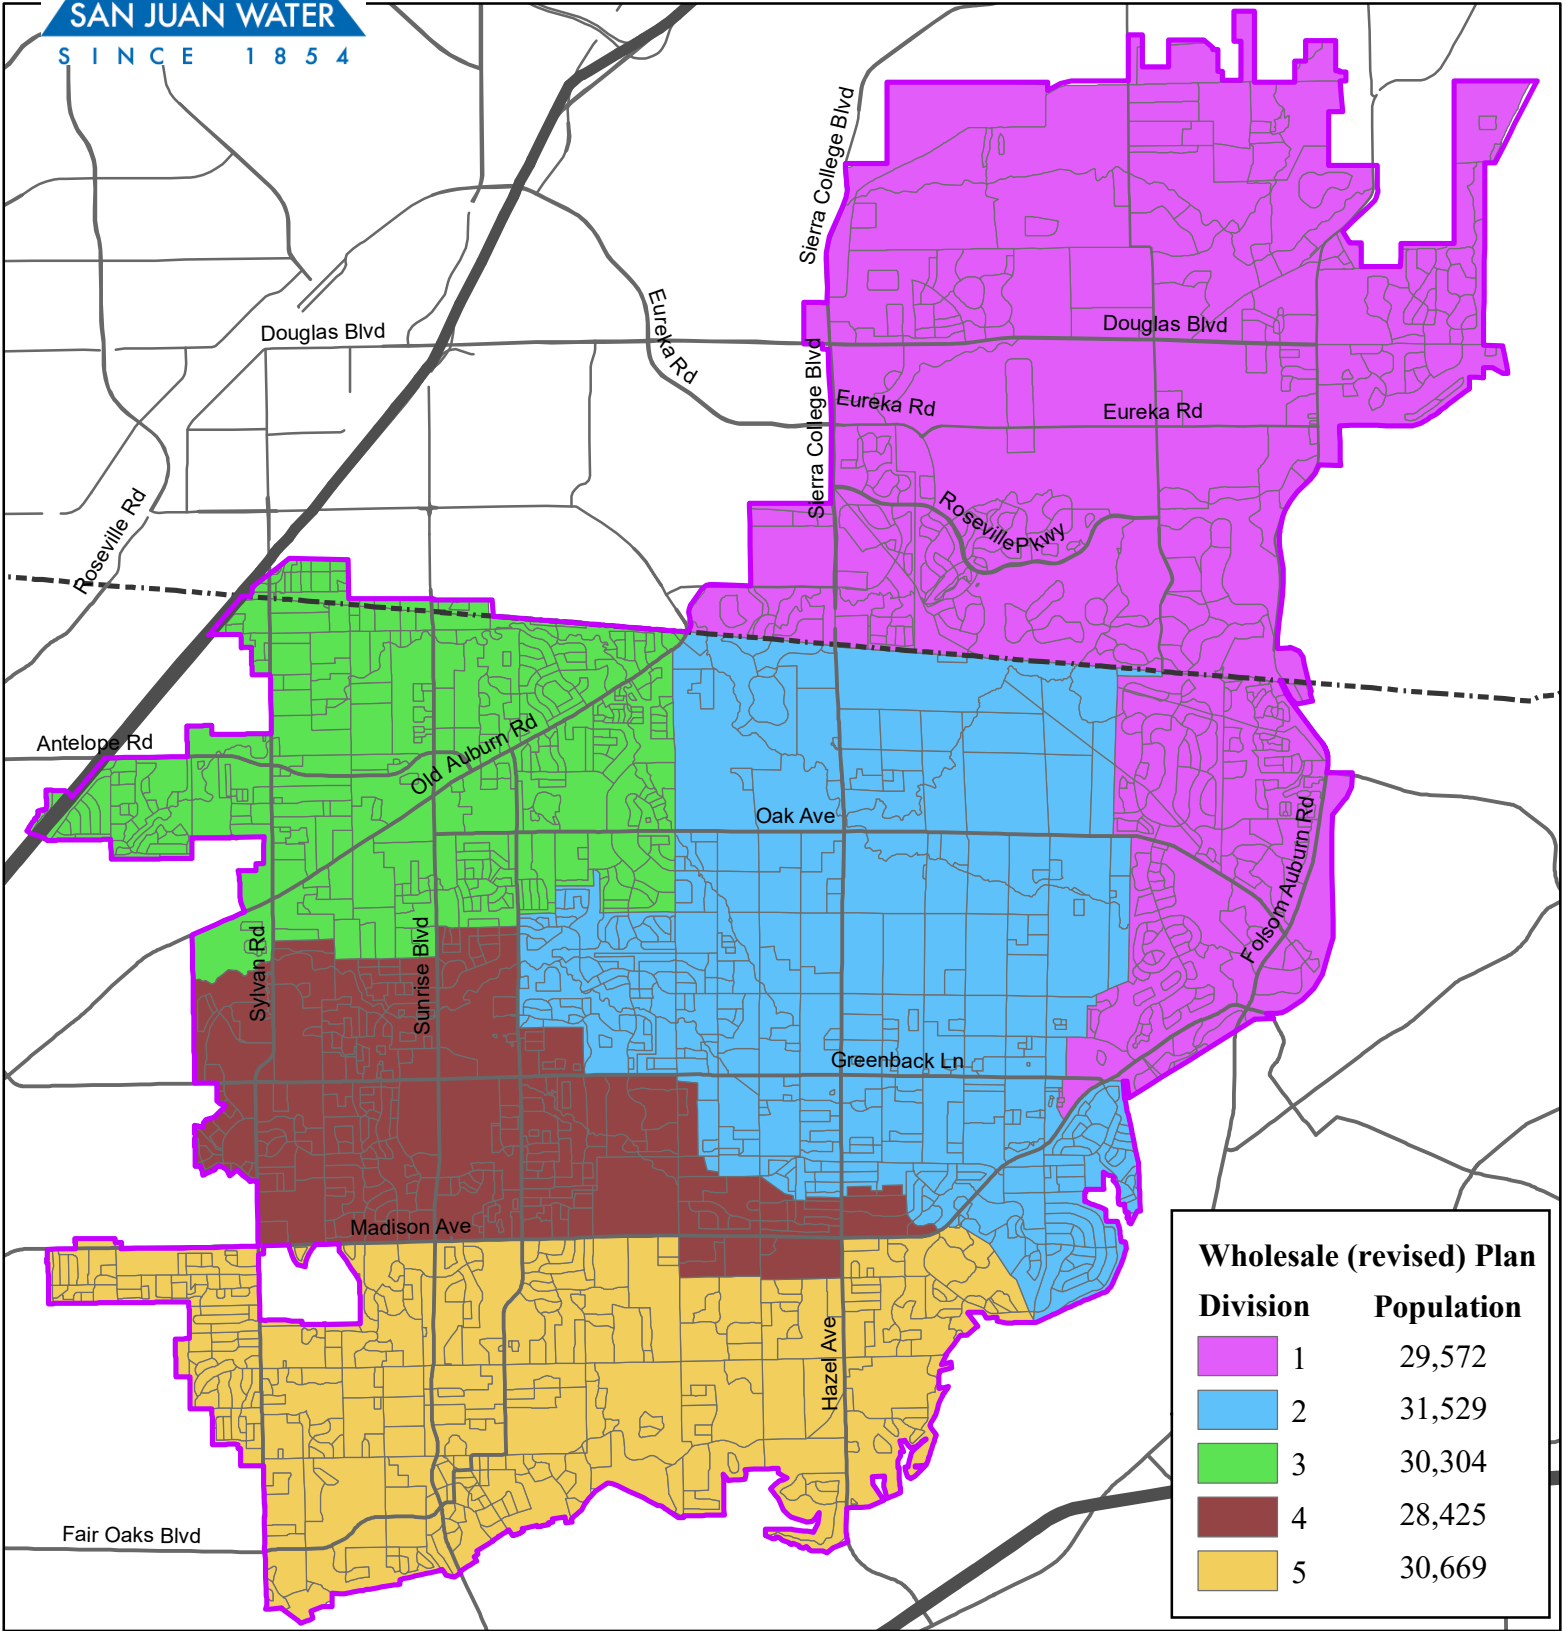 SAN JUAN WATER
SINCE 1854
Sierra College Blvd
Douglas Blvd
Eureka Rd
Douglas Blvd
Sierra College Blvd
Eureka Rd
Eureka Rd
Roseville Rd
Roseville Pkwy
Antelope Rd
Old Auburn Rd
Oak Ave
Folsom Auburn Rd
Sylvan Rd
Sunrise Blvd
Greenback Ln
Madison Ave
Hazel Ave
Fair Oaks Blvd
Wholesale (revised) Plan
Division Population
1 29,572
2 31,529
3 30,304
4 28,425
5 30,669